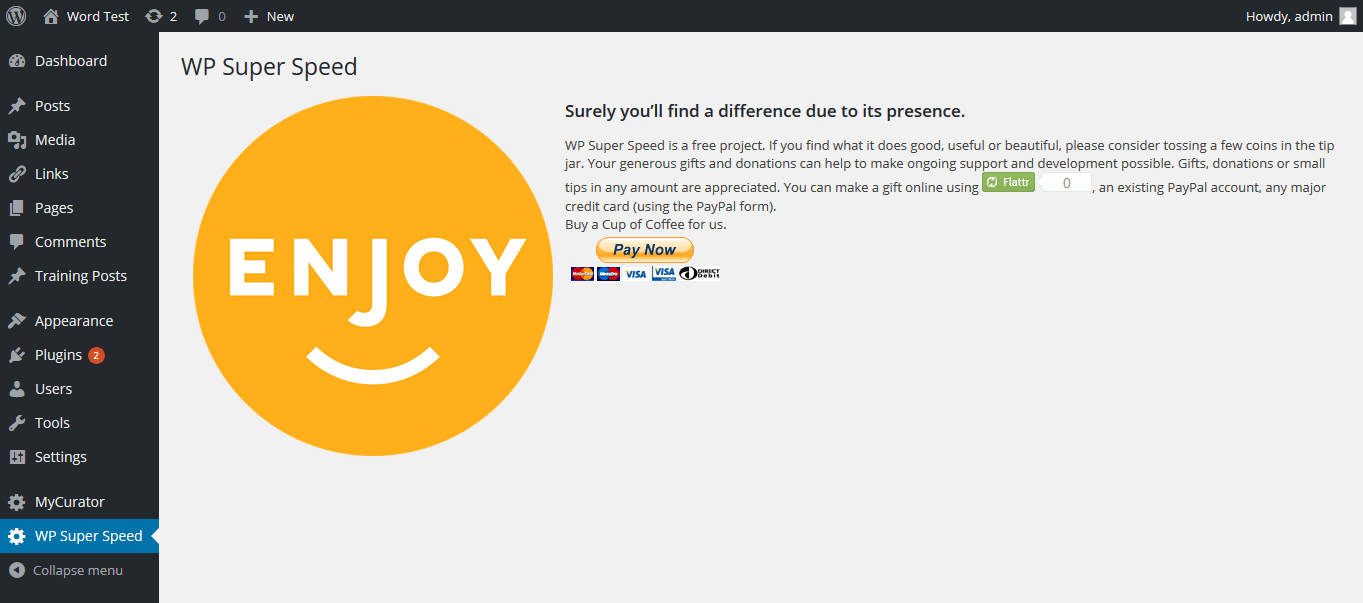 Word Test 2 0 New Howdy, admin
Dashboard
Posts
Media
Links
Pages
Comments
Training Posts
Appearance
Plugins 2
Users
Tools
Settings
MyCurator
WP Super Speed
Collapse menu
WP Super Speed
ENJOY
Surely you’ll find a difference due to its presence.
WP Super Speed is a free project. If you find what it does good, useful or beautiful, please consider tossing a few coins in the tip
jar. Your generous gifts and donations can help to make ongoing support and development possible. Gifts, donations or small
tips in any amount are appreciated. You can make a gift online using Flattr 0 , an existing PayPal account, any major
credit card (using the PayPal form).
Buy a Cup of Coffee for us.
Pay Now
MasterCard Maestro VISA VISA DIRECT Debit